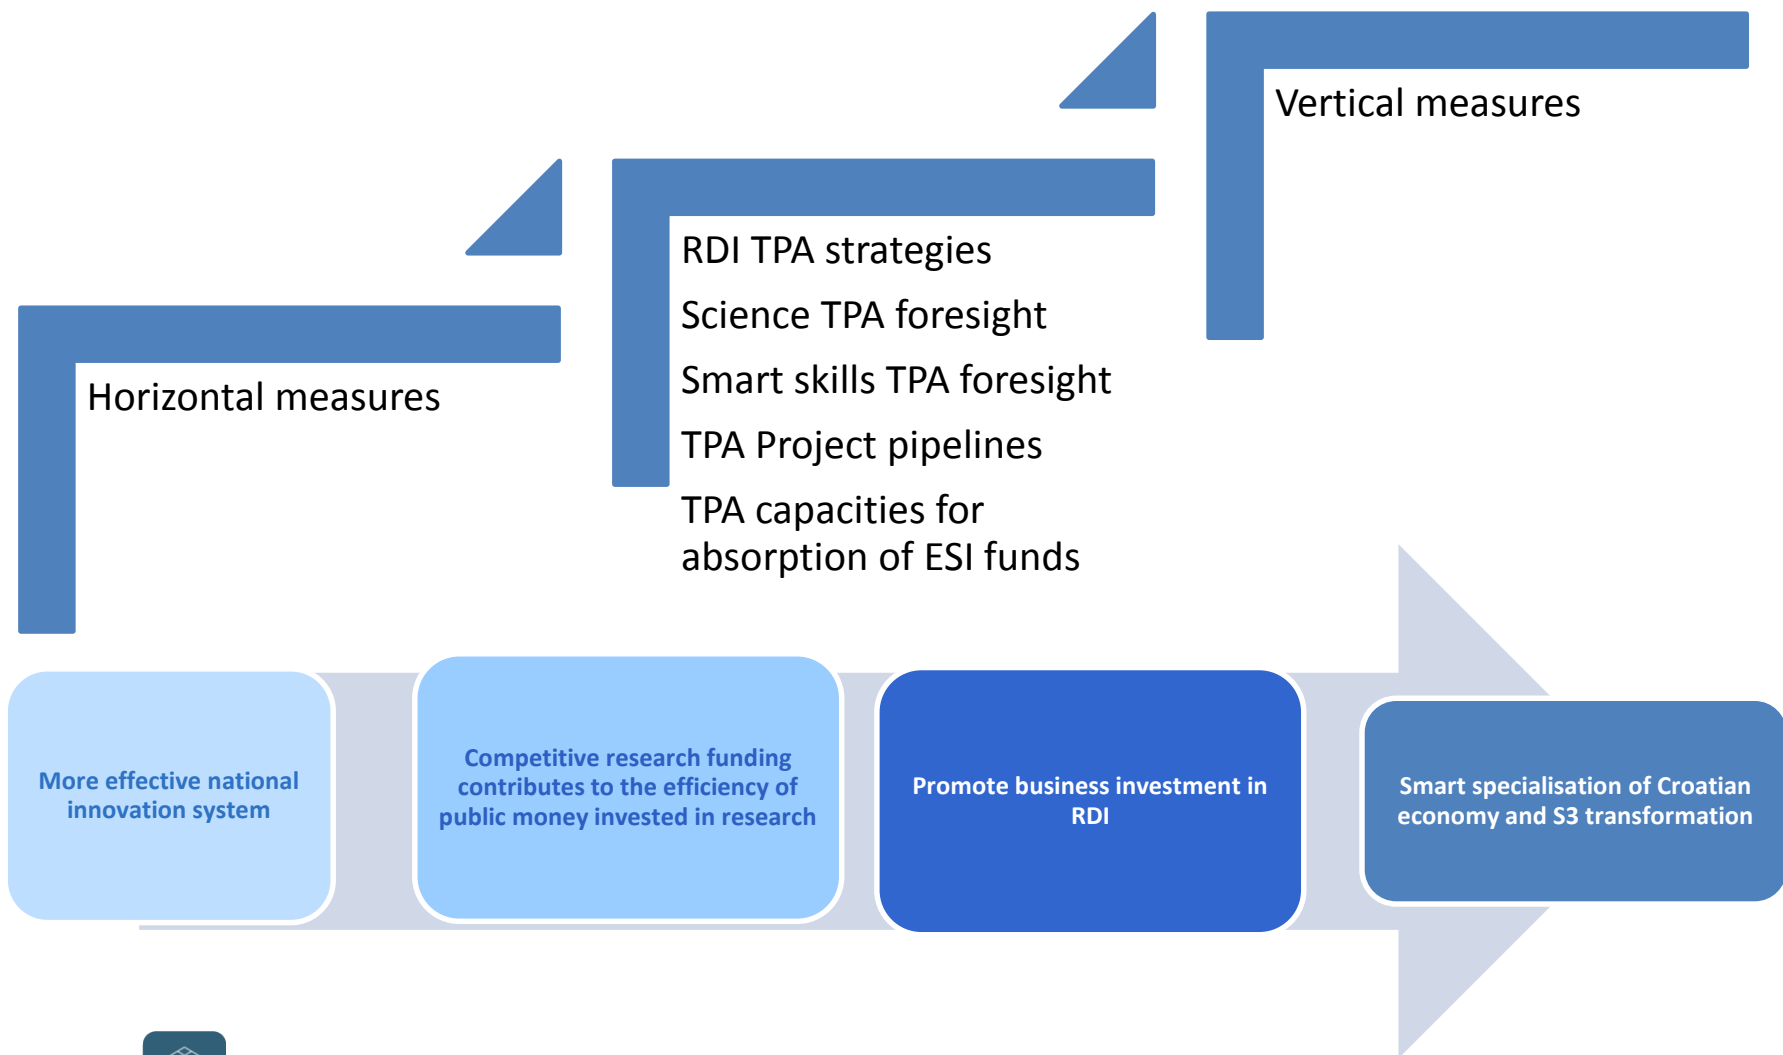 Vertical measures
RDI TPA strategies
Science TPA foresight
Smart skills TPA foresight
TPA Project pipelines
TPA capacities for
absorption of ESI funds
Horizontal measures
More effective national
innovation system
Competitive research funding
contributes to the efficiency of
public money invested in research
Promote business investment in
RDI
Smart specialisation of Croatian
economy and S3 transformation